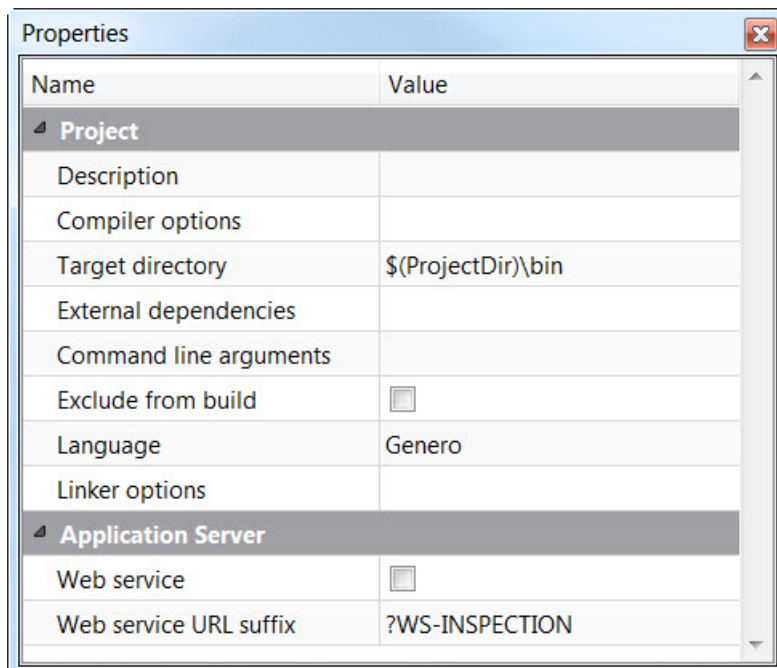 Properties
Name Value
Project
Description
Compiler options
Target directory $(ProjectDir)\bin
External dependencies
Command line arguments
Exclude from build
Language Genero
Linker options
Application Server
Web service
Web service URL suffix ?WS-INSPECTION